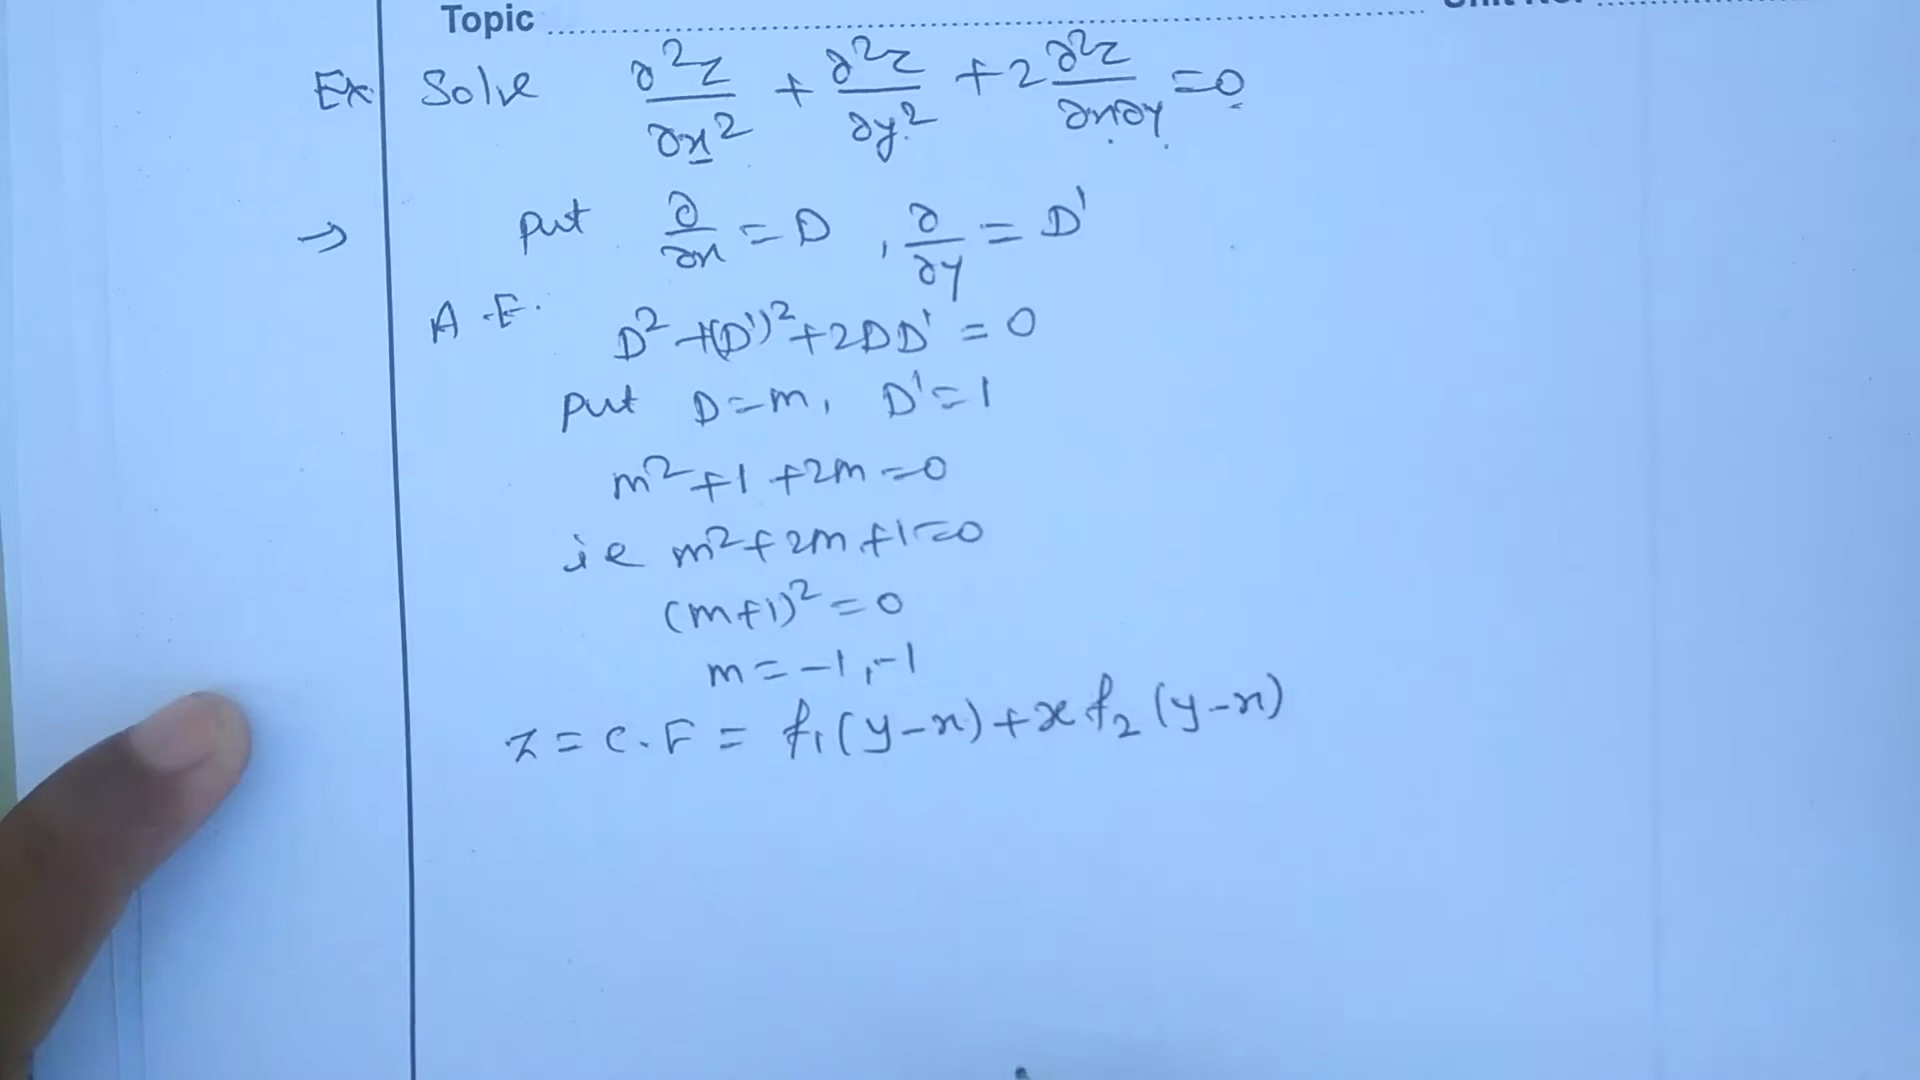 Topic
Ex Solve ∂²z/∂x² + ∂²z/∂y² + 2 ∂²z/∂x∂y = 0
→ put ∂/∂x = D , ∂/∂y = D'
A.E. D² + (D')² + 2DD' = 0
put D = m, D' = 1
m² + 1 + 2m = 0
ie m² + 2m + 1 = 0
(m+1)² = 0
m = -1, -1
z = C.F = f₁(y-x) + x f₂(y-x)